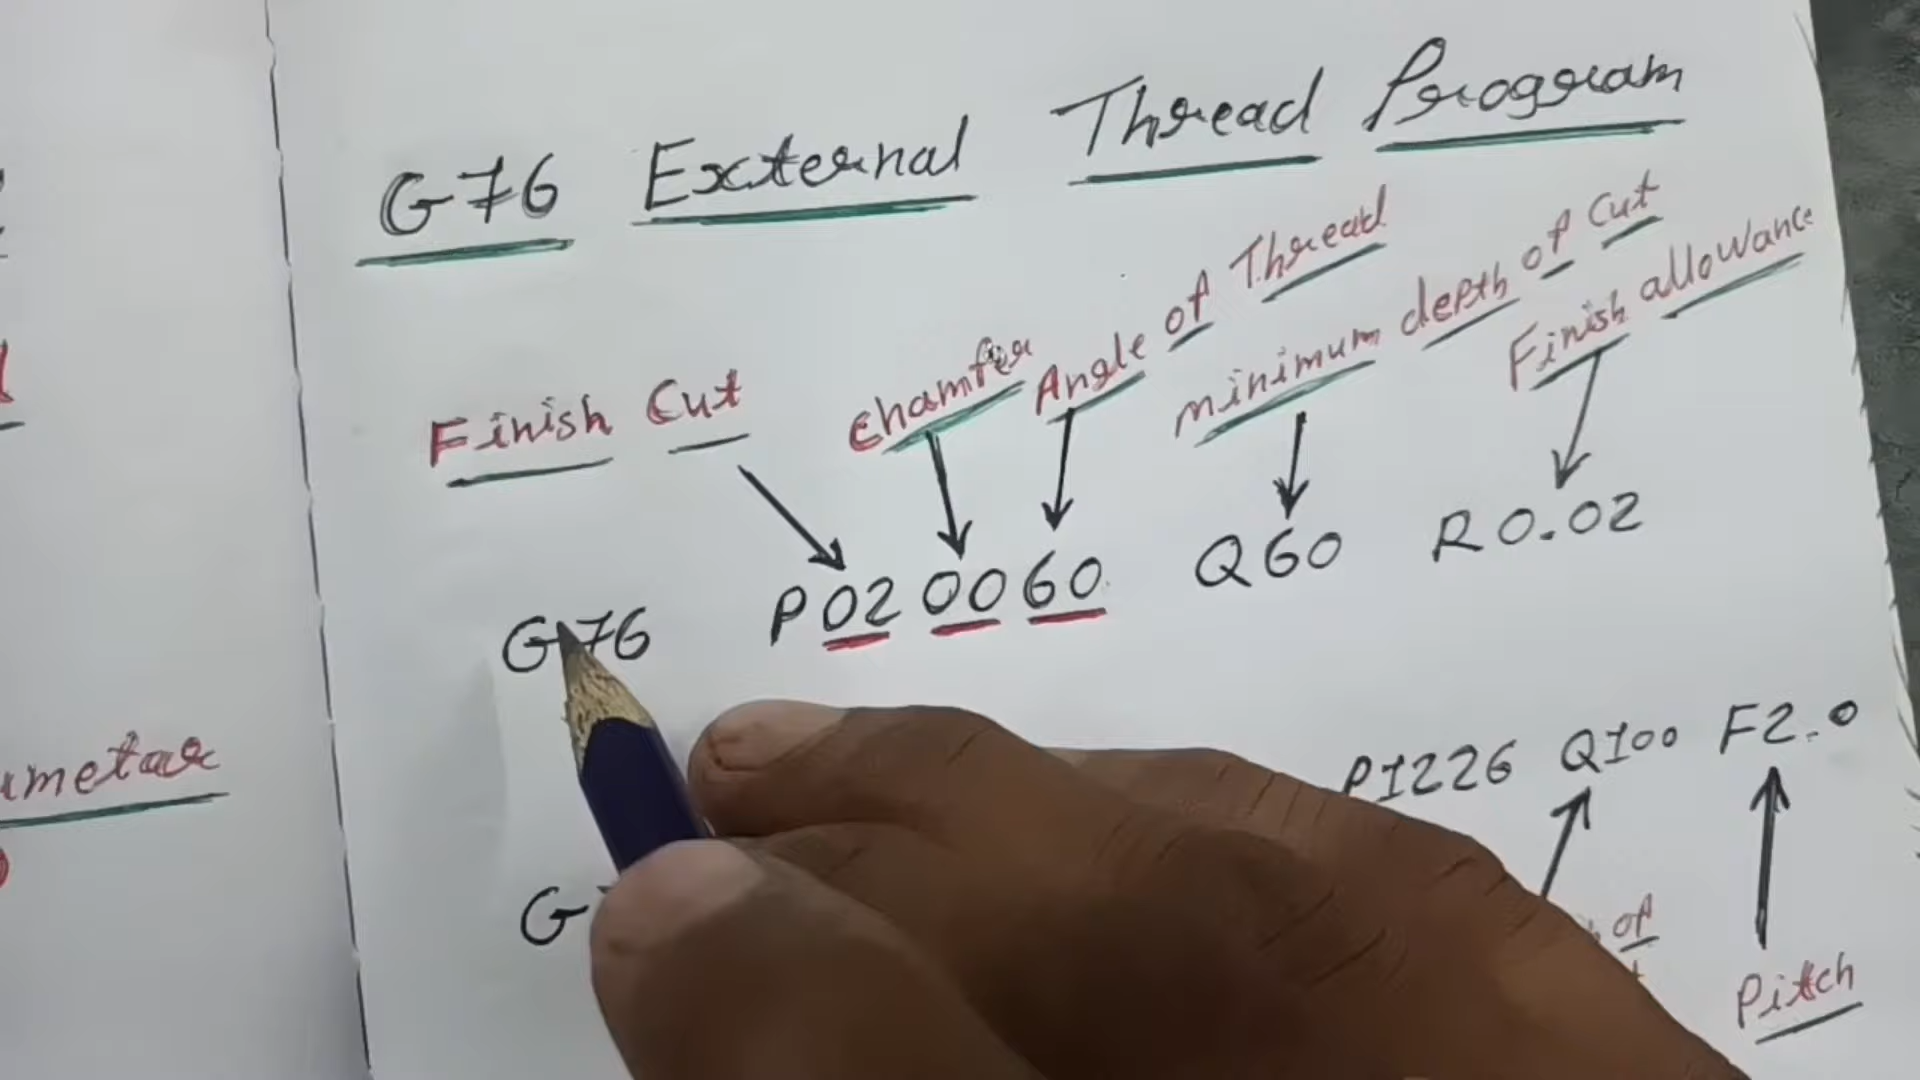 G76 External Thread Program
Finish Cut
Chamfer
Angle of Thread
minimum depth of Cut
Finish allowance
G76 P020060 Q60 R0.02
G
P1226 Q100 F2.0
of
Pitch